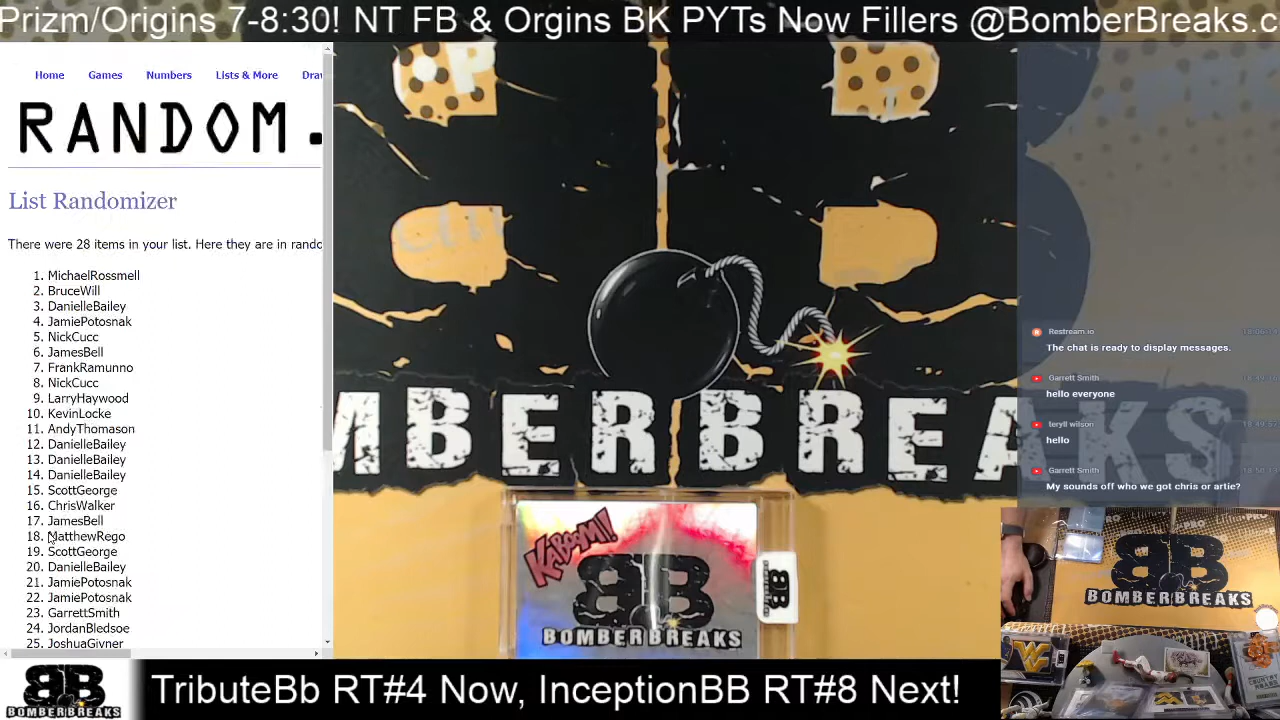 Prizm/Origins 7-8:30! NT FB & Orgins BK PYTs Now Fillers @BomberBreaks.c
Home Games Numbers Lists & More Dra
RANDOM.
List Randomizer
There were 28 items in your list. Here they are in rando
1. MichaelRossmell
2. BruceWill
3. DanielleBailey
4. JamiePotosnak
5. NickCucc
6. JamesBell
7. FrankRamunno
8. NickCucc
9. LarryHaywood
10. KevinLocke
11. AndyThomason
12. DanielleBailey
13. DanielleBailey
14. DanielleBailey
15. ScottGeorge
16. ChrisWalker
17. JamesBell
18. MatthewRego
19. ScottGeorge
20. DanielleBailey
21. JamiePotosnak
22. JamiePotosnak
23. GarrettSmith
24. JordanBledsoe
25. JoshuaGivner
MBERBREA
KABOOM!!
BB
BOMBERBREAKS
BB
Restream.io
The chat is ready to display messages.
Garrett Smith
hello everyone
teryll wilson
hello
Garrett Smith
My sounds off who we got chris or artie?
BB
BOMBERBREAKS
BB
BOMBERBREAKS
TributeBb RT#4 Now, InceptionBB RT#8 Next!